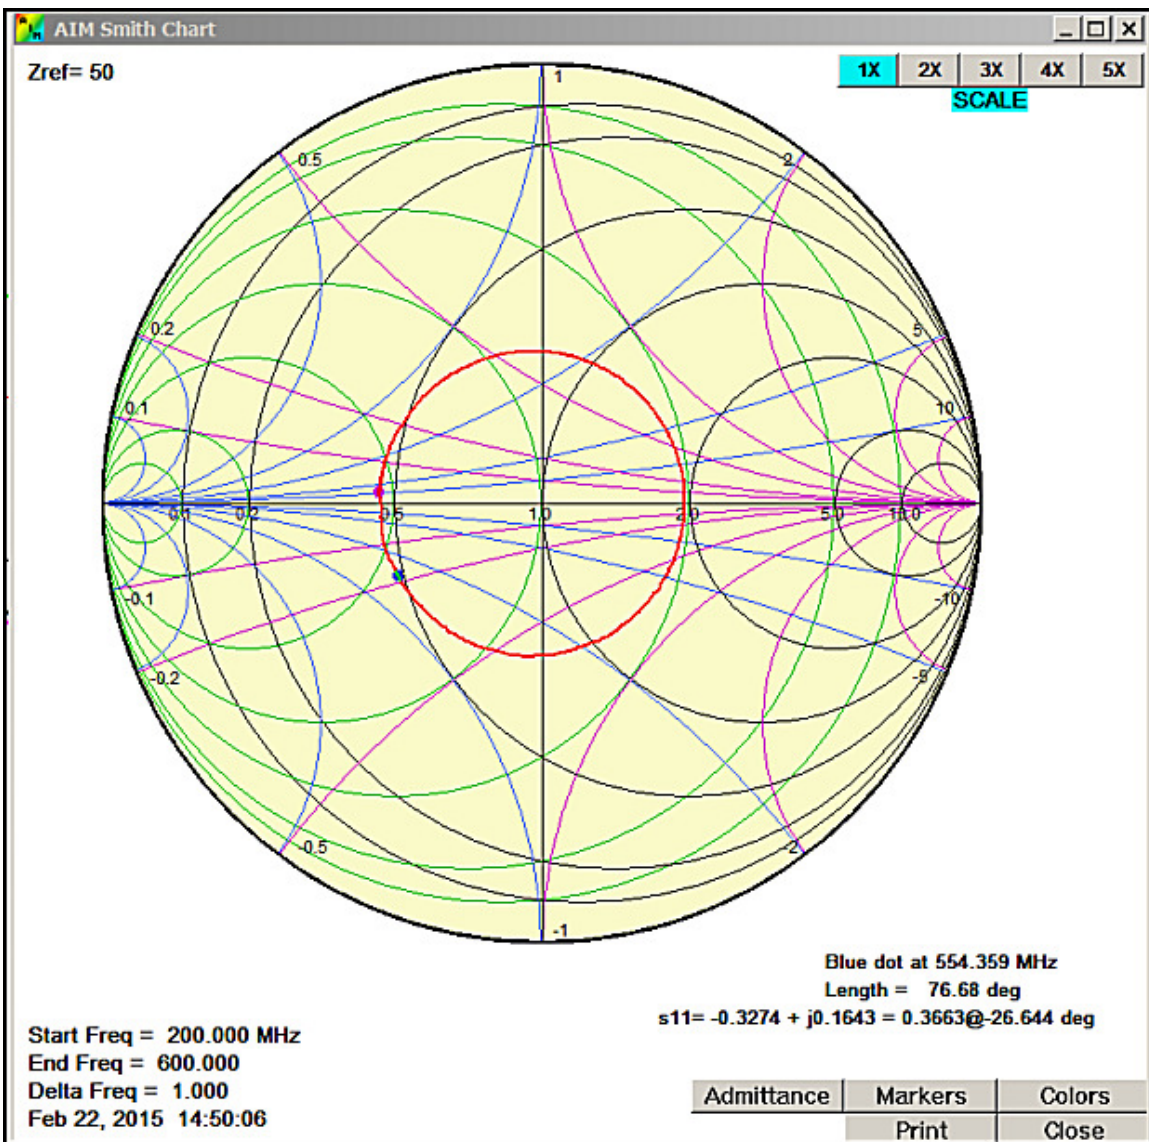 AIM Smith Chart
Zref= 50
1X 2X 3X 4X 5X
SCALE
1
0.5 2
0.2 5
0.1 10
0.1 0.2 0.5 1.0 2.0 5.0 10.0
-0.1 -10
-0.2 -5
-0.5 -2
-1
Blue dot at 554.359 MHz
Length = 76.68 deg
s11= -0.3274 + j0.1643 = 0.3663@-26.644 deg
Start Freq = 200.000 MHz
End Freq = 600.000
Delta Freq = 1.000
Feb 22, 2015 14:50:06
Admittance Markers Colors
Print Close